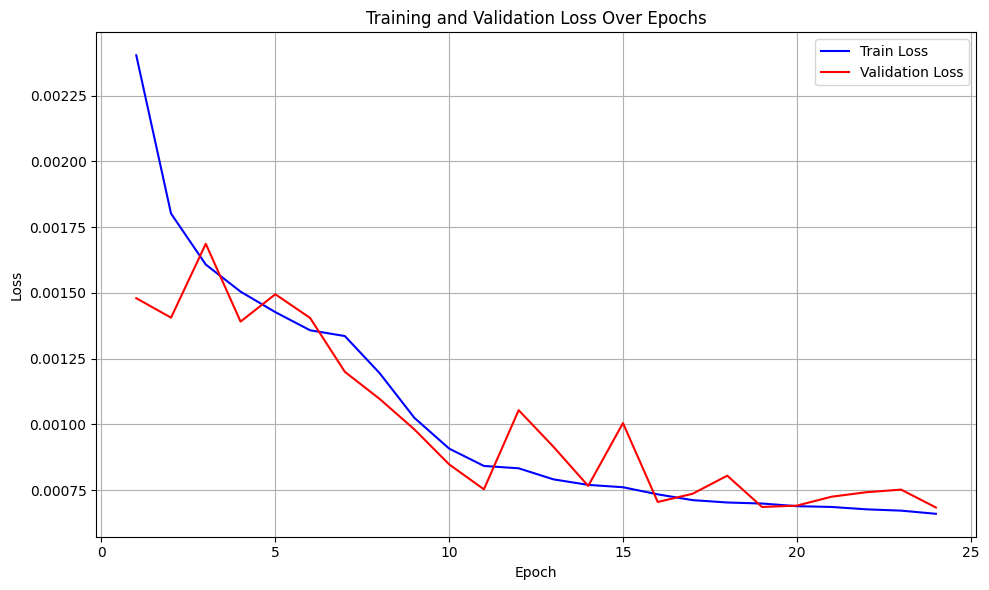 Training and Validation Loss Over Epochs
Train Loss
Validation Loss
Loss
0.00225
0.00200
0.00175
0.00150
0.00125
0.00100
0.00075
0 5 10 15 20 25
Epoch